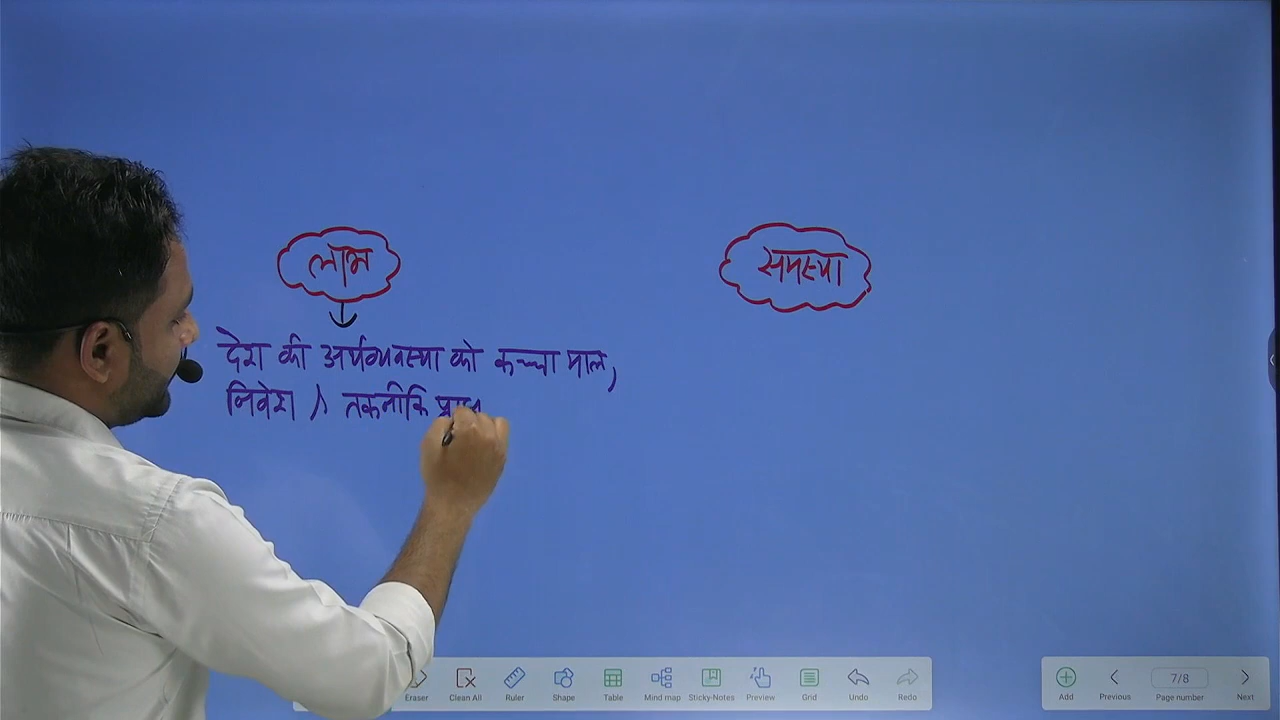 लाभ
समस्या
देश की अर्थव्यवस्था को कच्चा माल,
निवेश , तकनीकि
Eraser Clean All Ruler Shape Table Mind map Sticky-Notes Preview Grid Undo Redo
Add Previous 7/8 Page number Next